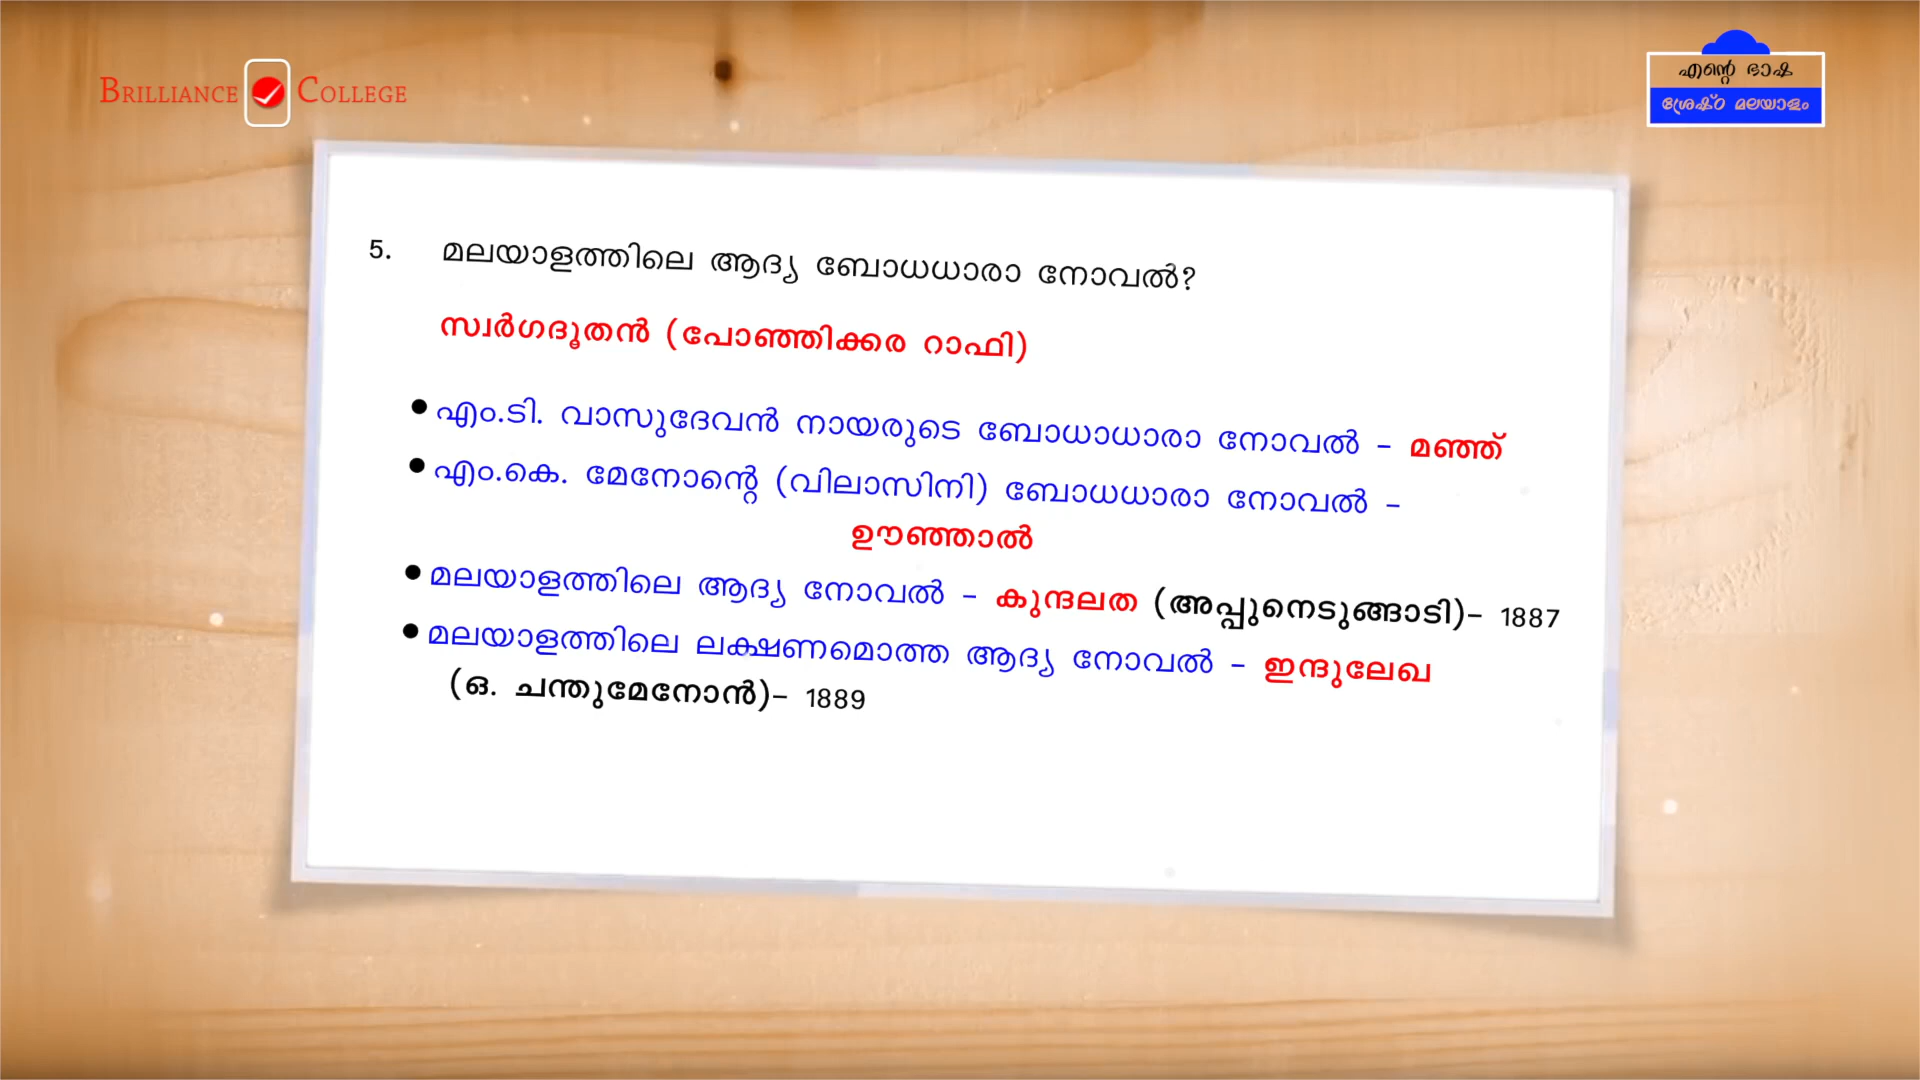 BRILLIANCE COLLEGE
എന്റെ ഭാഷ
ശ്രേഷ്ഠ മലയാളം
5. മലയാളത്തിലെ ആദ്യ ബോധധാരാ നോവൽ?
സ്വർഗദൂതൻ (പോഞ്ഞിക്കര റാഫി)
● എം.ടി. വാസുദേവൻ നായരുടെ ബോധാധാരാ നോവൽ - മഞ്ഞ്
● എം.കെ. മേനോന്റെ (വിലാസിനി) ബോധധാരാ നോവൽ -
ഊഞ്ഞാൽ
● മലയാളത്തിലെ ആദ്യ നോവൽ - കുന്ദലത (അപ്പുനെടുങ്ങാടി)- 1887
● മലയാളത്തിലെ ലക്ഷണമൊത്ത ആദ്യ നോവൽ - ഇന്ദുലേഖ
(ഒ. ചന്തുമേനോൻ)- 1889